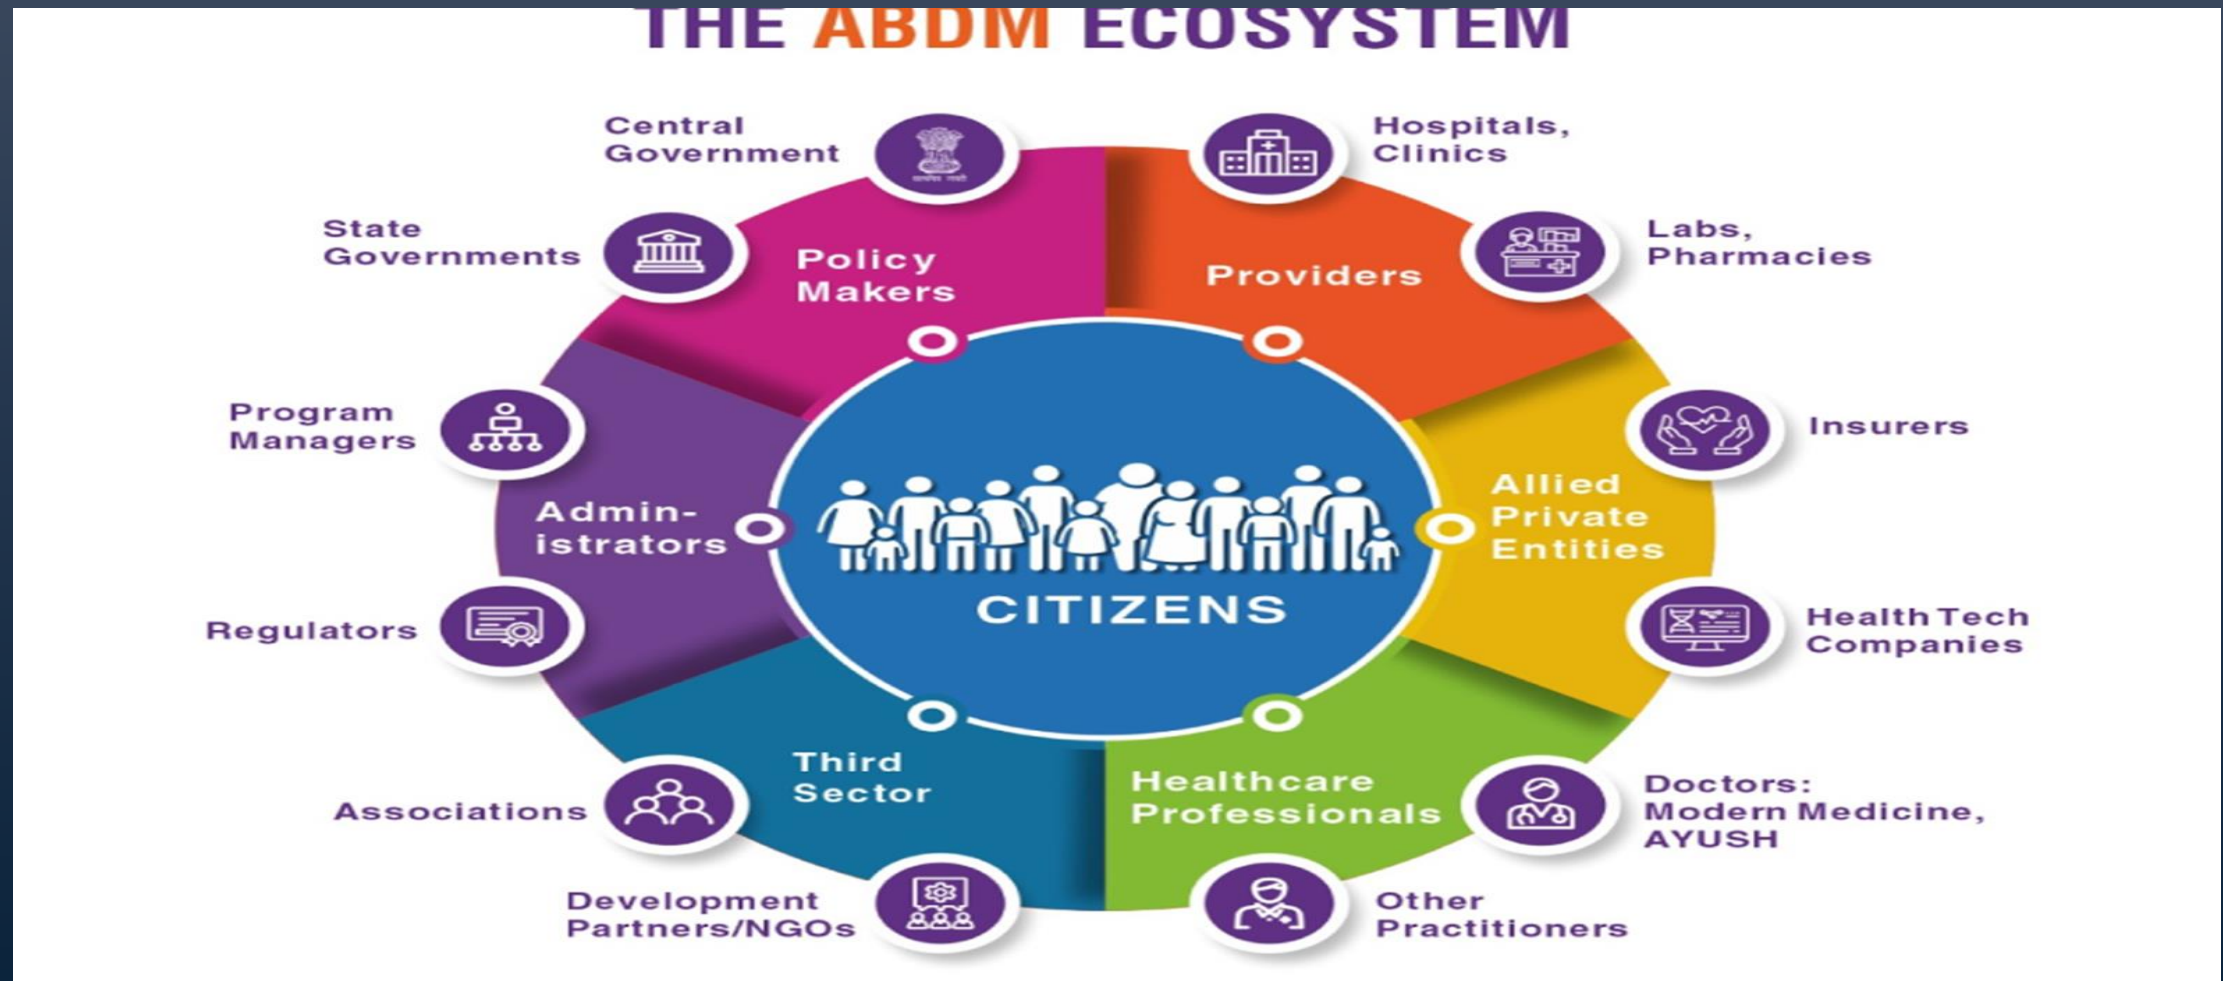 THE ABDM ECOSYSTEM
Central
Government
Hospitals,
Clinics
State
Governments
Policy
Makers
Providers
Labs,
Pharmacies
Program
Managers
Insurers
Admin-
istrators
Allied
Private
Entities
CITIZENS
Regulators
Health Tech
Companies
Third
Sector
Healthcare
Professionals
Associations
Doctors:
Modern Medicine,
AYUSH
Development
Partners/NGOs
Other
Practitioners